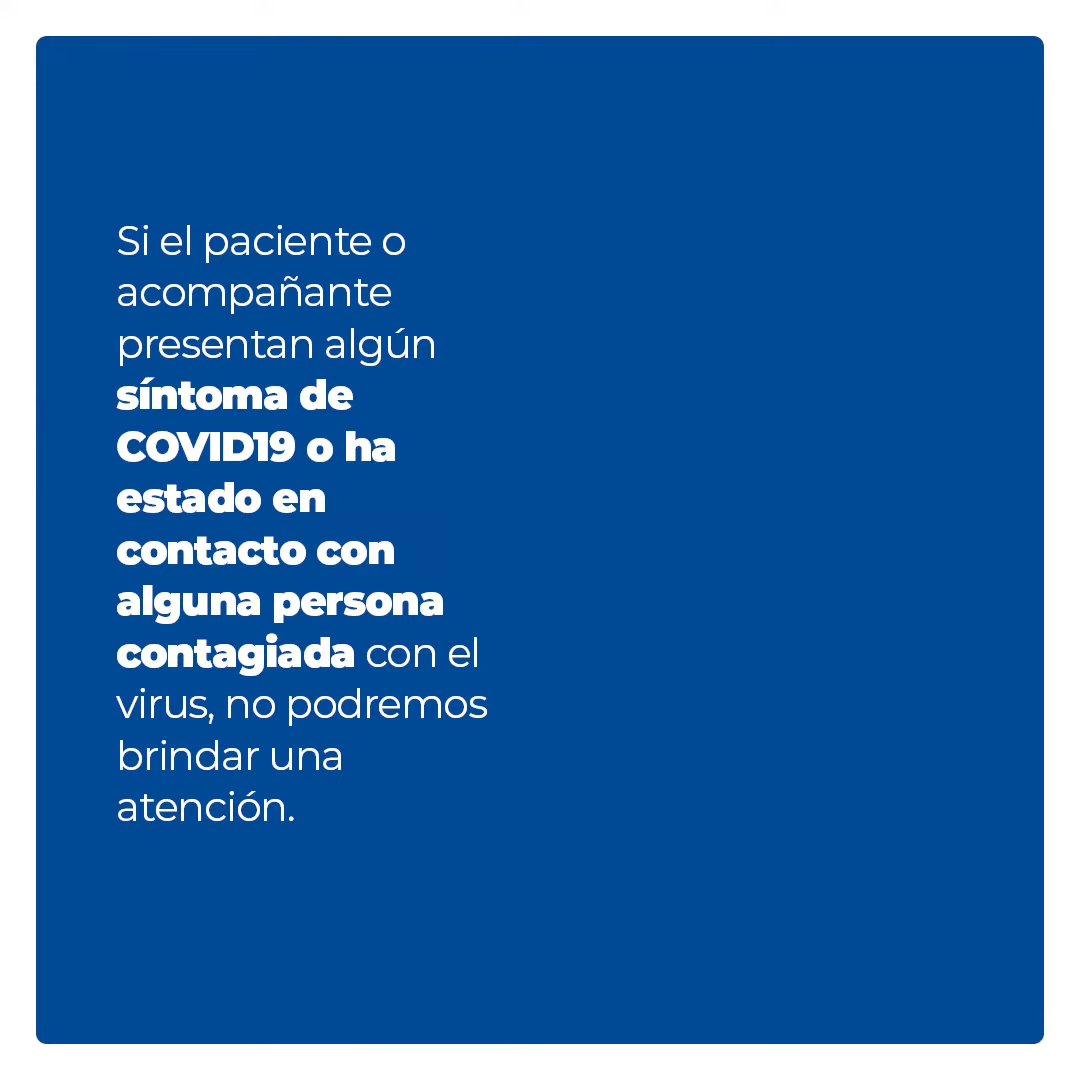 Si el paciente o
acompañante
presentan algún
síntoma de
COVID19 o ha
estado en
contacto con
alguna persona
contagiada con el
virus, no podremos
brindar una
atención.